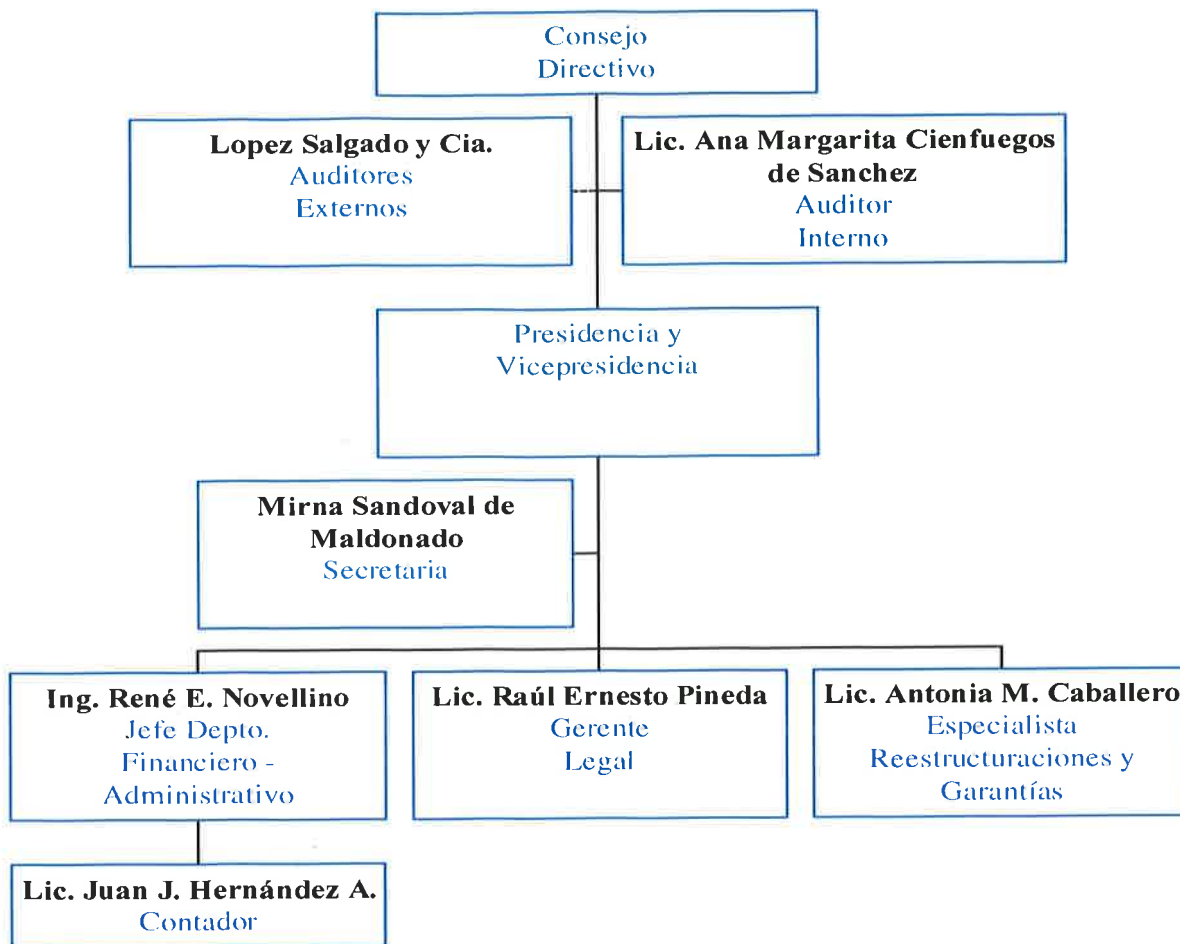 Consejo
Directivo
Lopez Salgado y Cia.
Auditores
Externos
Lic. Ana Margarita Cienfuegos
de Sanchez
Auditor
Interno
Presidencia y
Vicepresidencia
Mirna Sandoval de
Maldonado
Secretaria
Ing. René E. Novellino
Jefe Depto.
Financiero -
Administrativo
Lic. Raúl Ernesto Pineda
Gerente
Legal
Lic. Antonia M. Caballero
Especialista
Reestructuraciones y
Garantías
Lic. Juan J. Hernández A.
Contador